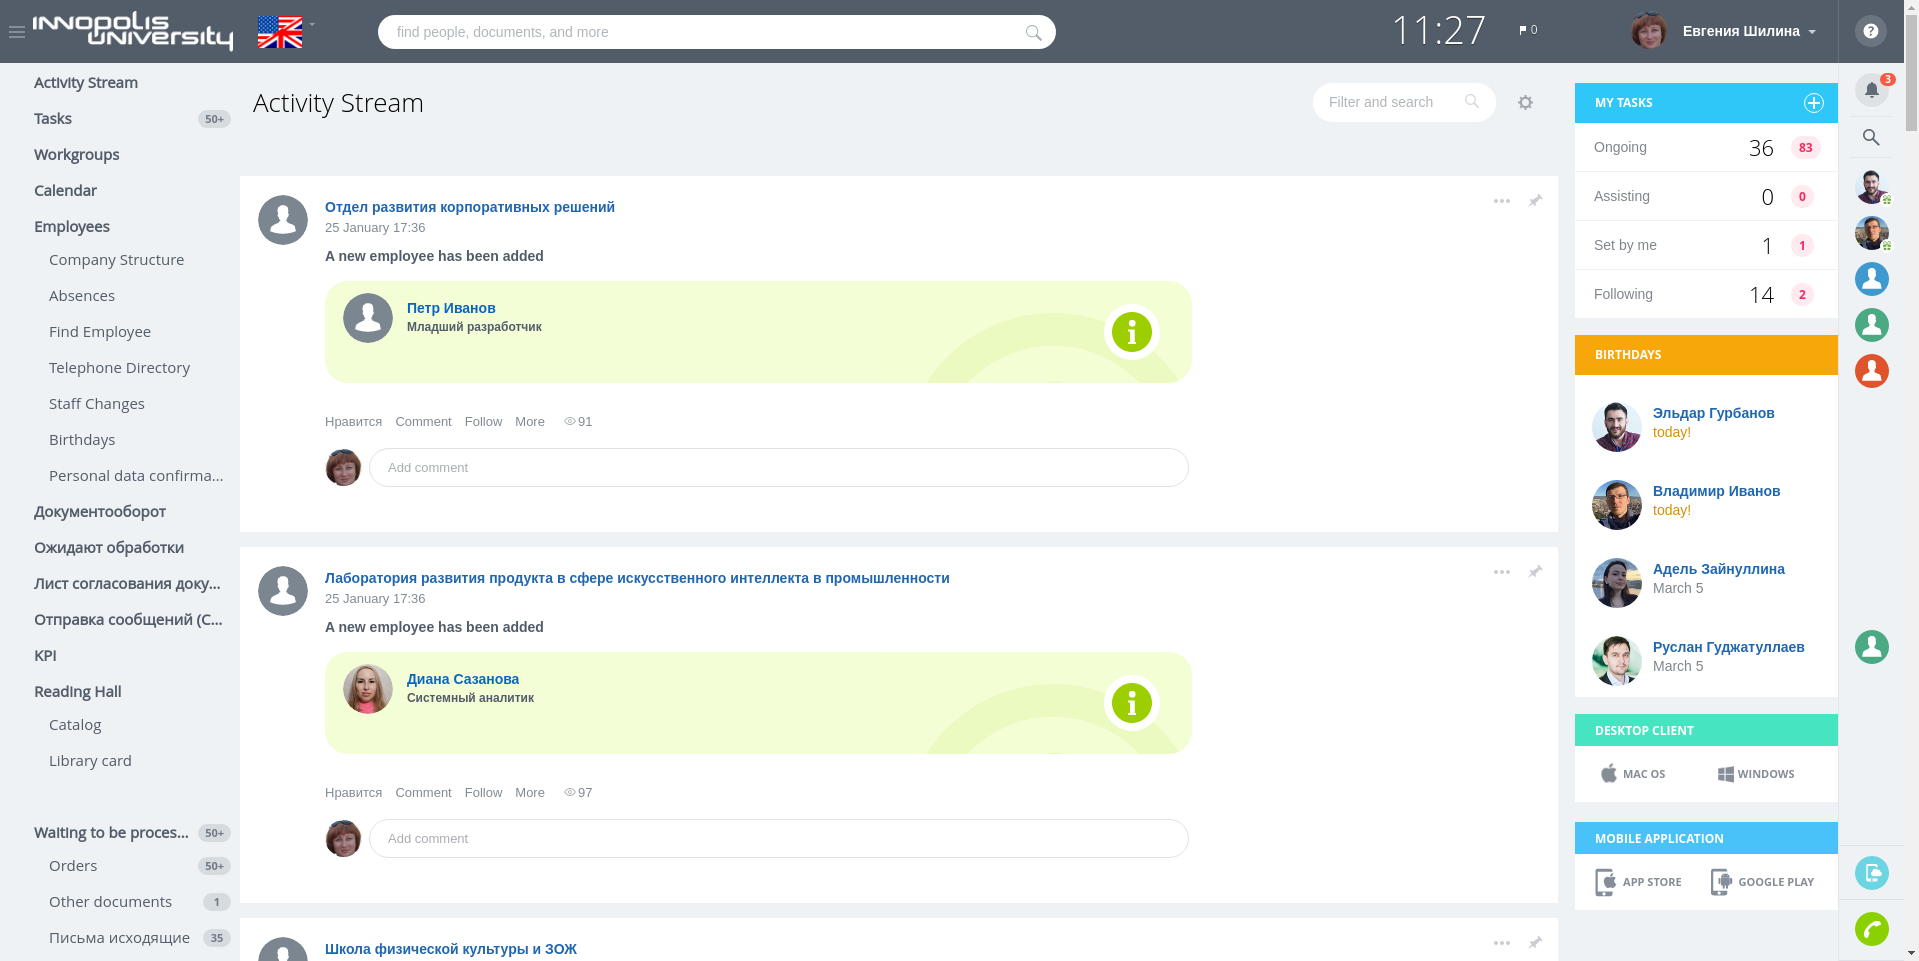 INNOPOLIS
UNIVERSITY
find people, documents, and more
11:27
0
Евгения Шилина
?
Activity Stream
Tasks
50+
Workgroups
Calendar
Employees
Company Structure
Absences
Find Employee
Telephone Directory
Staff Changes
Birthdays
Personal data confirma...
Документооборот
Ожидают обработки
Лист согласования доку...
Отправка сообщений (С...
KPI
Reading Hall
Catalog
Library card
Waiting to be proces...
50+
Orders
50+
Other documents
1
Письма исходящие
35
Activity Stream
Filter and search
Отдел развития корпоративных решений
25 January 17:36
A new employee has been added
Петр Иванов
Младший разработчик
Нравится Comment Follow More 91
Add comment
Лаборатория развития продукта в сфере искусственного интеллекта в промышленности
25 January 17:36
A new employee has been added
Диана Сазанова
Системный аналитик
Нравится Comment Follow More 97
Add comment
Школа физической культуры и ЗОЖ
MY TASKS
Ongoing 36 83
Assisting 0 0
Set by me 1 1
Following 14 2
BIRTHDAYS
Эльдар Гурбанов
today!
Владимир Иванов
today!
Адель Зайнуллина
March 5
Руслан Гуджатуллаев
March 5
DESKTOP CLIENT
MAC OS WINDOWS
MOBILE APPLICATION
APP STORE GOOGLE PLAY
3